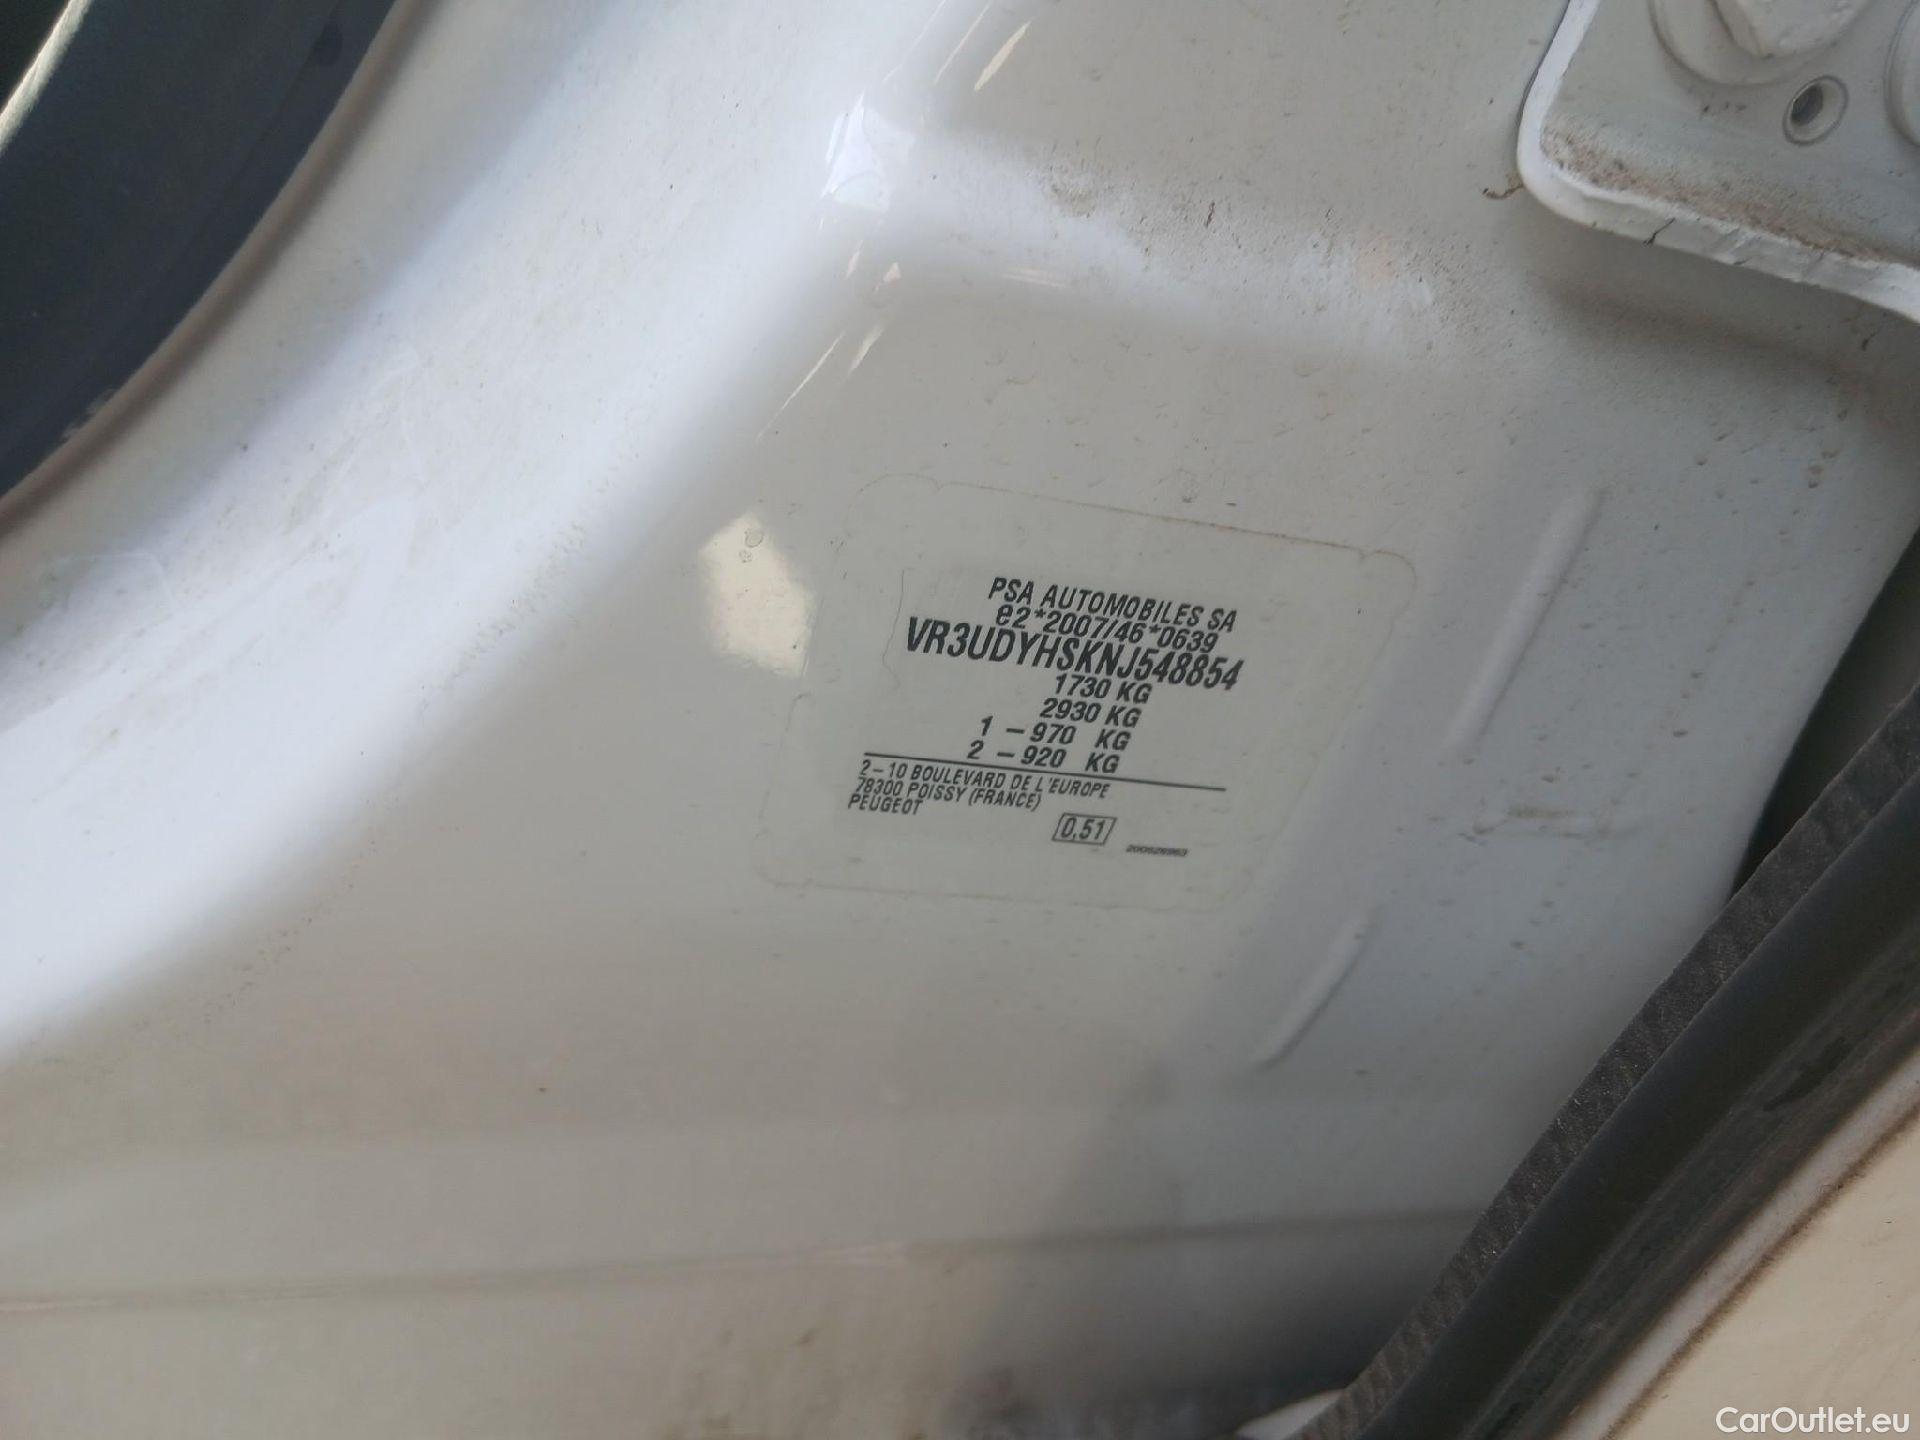 PSA AUTOMOBILES SA
e2*2007/46*0639
VR3UDYHSKNJ548854
1730 KG
2930 KG
1 – 970 KG
2 – 920 KG
2–10 BOULEVARD DE L'EUROPE
78300 POISSY (FRANCE)
PEUGEOT
0,51
CarOutlet.eu